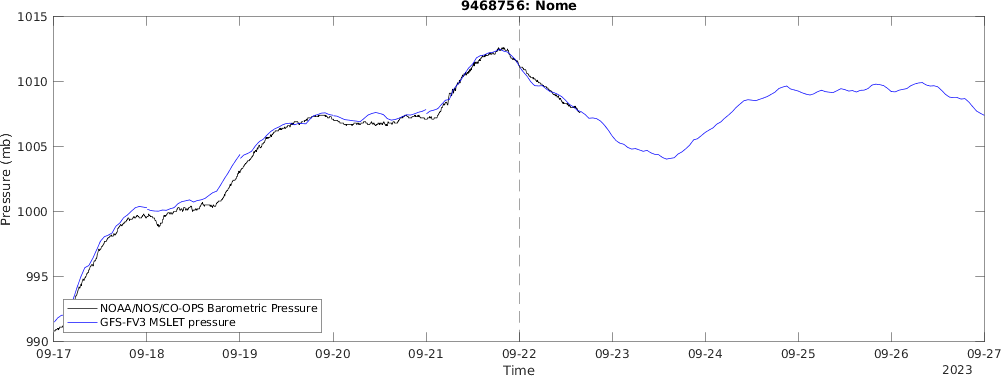 9468756: Nome
1015
1010
1005
1000
995
990
Pressure (mb)
NOAA/NOS/CO-OPS Barometric Pressure
GFS-FV3 MSLET pressure
09-17 09-18 09-19 09-20 09-21 09-22 09-23 09-24 09-25 09-26 09-27
Time
2023